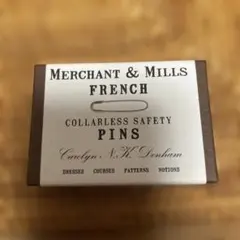 MERCHANT & MILLS
FRENCH
COLLARLESS SAFETY
PINS
Carolyn N.K. Denham
DRESSES COURSES PATTERNS NOTIONS